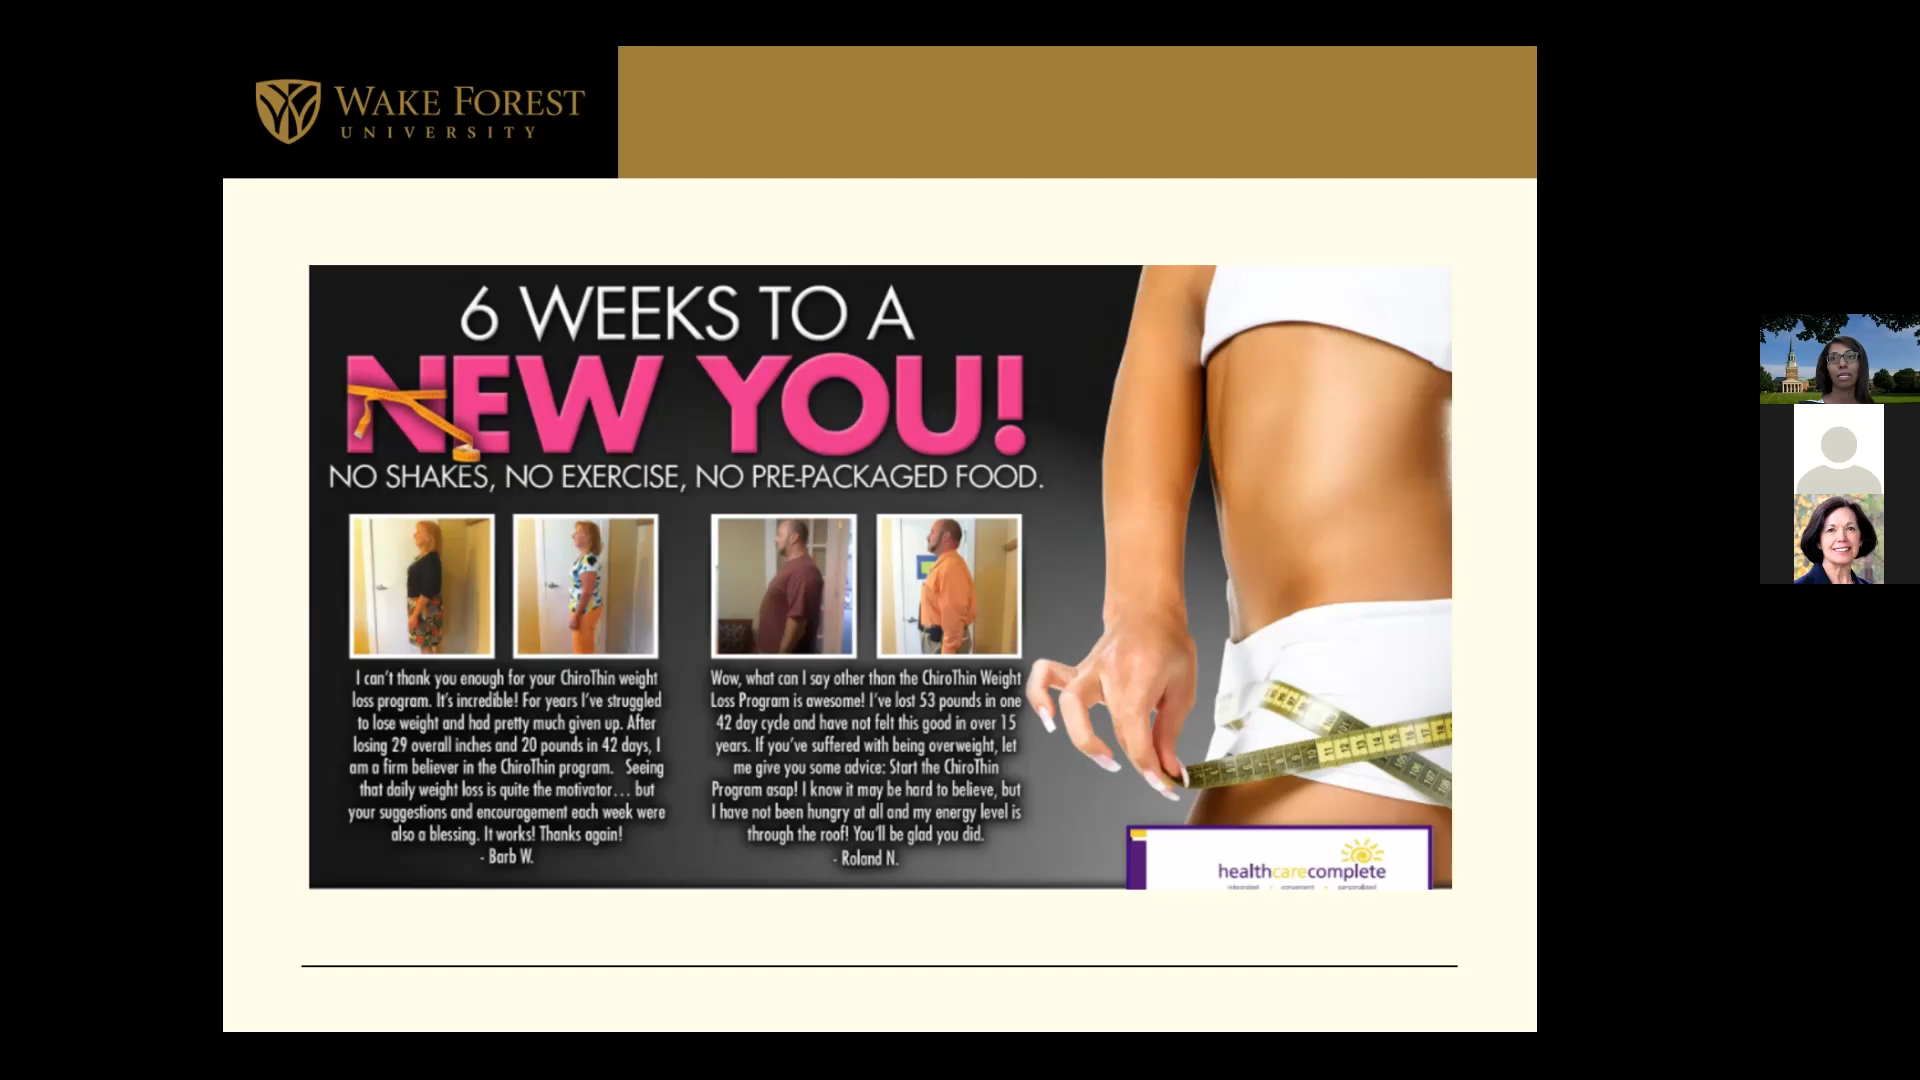 WAKE FOREST
UNIVERSITY
6 WEEKS TO A
NEW YOU!
NO SHAKES, NO EXERCISE, NO PRE-PACKAGED FOOD.
I can't thank you enough for your ChiroThin weight
loss program. It's incredible! For years I've struggled
to lose weight and had pretty much given up. After
losing 29 overall inches and 20 pounds in 42 days, I
am a firm believer in the ChiroThin program. Seeing
that daily weight loss is quite the motivator... but
your suggestions and encouragement each week were
also a blessing. It works! Thanks again!
- Barb W.
Wow, what can I say other than the ChiroThin Weight
Loss Program is awesome! I've lost 53 pounds in one
42 day cycle and have not felt this good in over 15
years. If you've suffered with being overweight, let
me give you some advice: Start the ChiroThin
Program asap! I know it may be hard to believe, but
I have not been hungry at all and my energy level is
through the roof! You'll be glad you did.
- Roland N.
11 12 13 14 15 16 17 18
healthcarecomplete